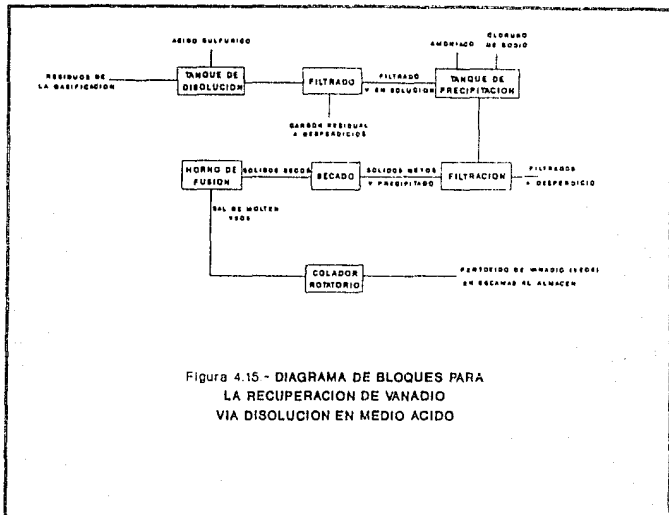 ACIDO SULFURICO
AMONIACO
CLORURO
DE SODIO
RESIDUOS DE
LA GASIFICACION
TANQUE DE
DISOLUCION
FILTRADO
FILTRADO
V EN SOLUCION
TANQUE DE
PRECIPITACION
CARBON RESIDUAL
A DESPERDICIOS
HORNO DE
FUSION
SOLIDOS SECOS
SECADO
SOLIDOS
Y PRECIPITADO
FILTRACION
FILTRADOS
A DESPERDICIO
SAL DE MOLTEN
COLADOR
ROTATORIO
DE VANADIO
EN ESCAMAS AL ALMACEN
Figura 4.15 - DIAGRAMA DE BLOQUES PARA
LA RECUPERACION DE VANADIO
VIA DISOLUCION EN MEDIO ACIDO